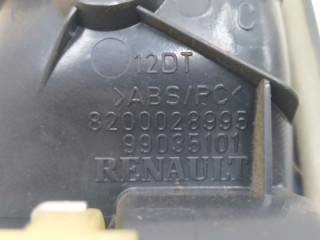 C
12DT
>ABS/PC<
8200028995
99035101
RENAULT